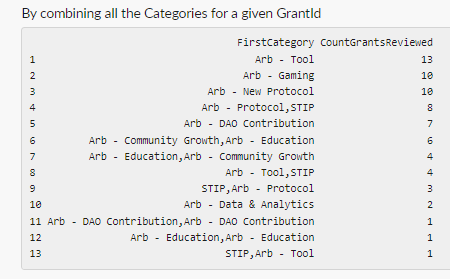 By combining all the Categories for a given GrantId
FirstCategory CountGrantsReviewed
1 Arb - Tool 13
2 Arb - Gaming 10
3 Arb - New Protocol 10
4 Arb - Protocol,STIP 8
5 Arb - DAO Contribution 7
6 Arb - Community Growth,Arb - Education 6
7 Arb - Education,Arb - Community Growth 4
8 Arb - Tool,STIP 4
9 STIP,Arb - Protocol 3
10 Arb - Data & Analytics 2
11 Arb - DAO Contribution,Arb - DAO Contribution 1
12 Arb - Education,Arb - Education 1
13 STIP,Arb - Tool 1